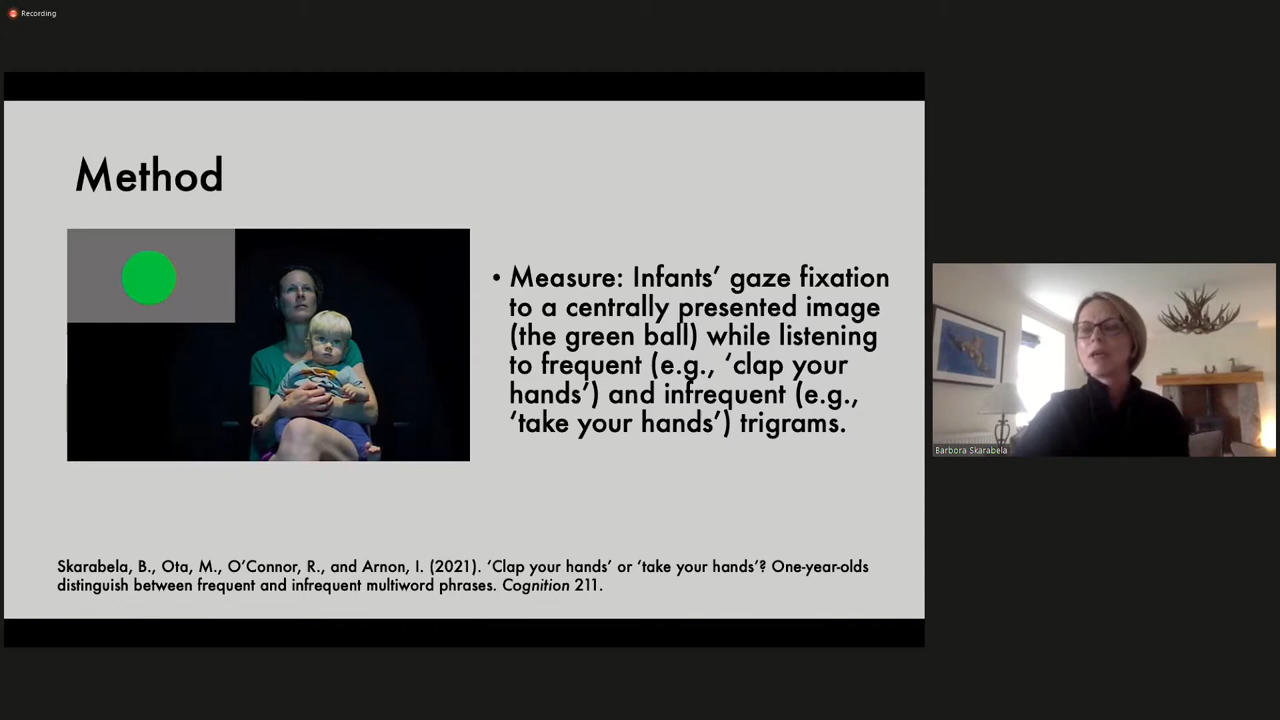 Recording
Method
• Measure: Infants’ gaze fixation
to a centrally presented image
(the green ball) while listening
to frequent (e.g., ‘clap your
hands’) and infrequent (e.g.,
‘take your hands’) trigrams.
Barbora Skarabela
Skarabela, B., Ota, M., O’Connor, R., and Arnon, I. (2021). ‘Clap your hands’ or ‘take your hands’? One-year-olds
distinguish between frequent and infrequent multiword phrases. Cognition 211.